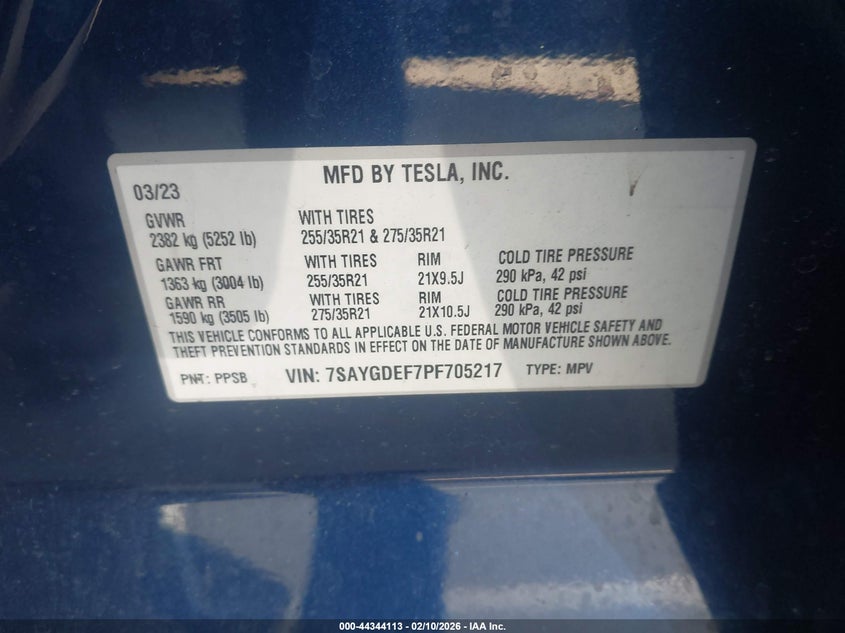 MFD BY TESLA, INC.
03/23
GVWR WITH TIRES
2382 kg (5252 lb) 255/35R21 & 275/35R21
GAWR FRT WITH TIRES RIM COLD TIRE PRESSURE
1363 kg (3004 lb) 255/35R21 21X9.5J 290 kPa, 42 psi
GAWR RR WITH TIRES RIM COLD TIRE PRESSURE
1590 kg (3505 lb) 275/35R21 21X10.5J 290 kPa, 42 psi
THIS VEHICLE CONFORMS TO ALL APPLICABLE U.S. FEDERAL MOTOR VEHICLE SAFETY AND
THEFT PREVENTION STANDARDS IN EFFECT ON THE DATE OF MANUFACTURE SHOWN ABOVE.
PNT: PPSB VIN: 7SAYGDEF7PF705217 TYPE: MPV
000-44344113 - 02/10/2026 - IAA Inc.